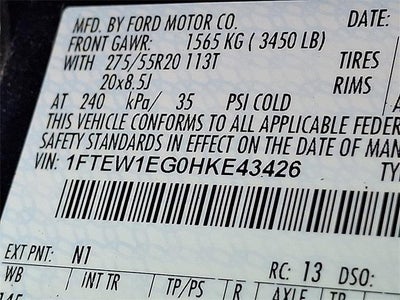 MFD. BY FORD MOTOR CO. DATE:
FRONT GAWR: 1565 KG ( 3450 LB)
WITH 275/55R20 113T TIRES
20x8.5J RIMS
AT 240 kPa/ 35 PSI COLD
THIS VEHICLE CONFORMS TO ALL APPLICABLE FEDER
SAFETY STANDARDS IN EFFECT ON THE DATE OF MAN
VIN: 1FTEW1EG0HKE43426 TY
EXT PNT: N1 RC: 13 DSO:
WB INT TR TP/PS R AXLE TR